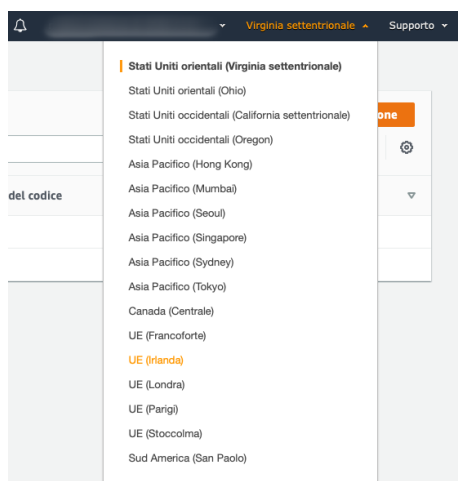 Virginia settentrionale Supporto
Stati Uniti orientali (Virginia settentrionale)
Stati Uniti orientali (Ohio)
Stati Uniti occidentali (California settentrionale)
one
Stati Uniti occidentali (Oregon)
Asia Pacifico (Hong Kong)
Asia Pacifico (Mumbai)
del codice
Asia Pacifico (Seoul)
Asia Pacifico (Singapore)
Asia Pacifico (Sydney)
Asia Pacifico (Tokyo)
Canada (Centrale)
UE (Francoforte)
UE (Irlanda)
UE (Londra)
UE (Parigi)
UE (Stoccolma)
Sud America (San Paolo)